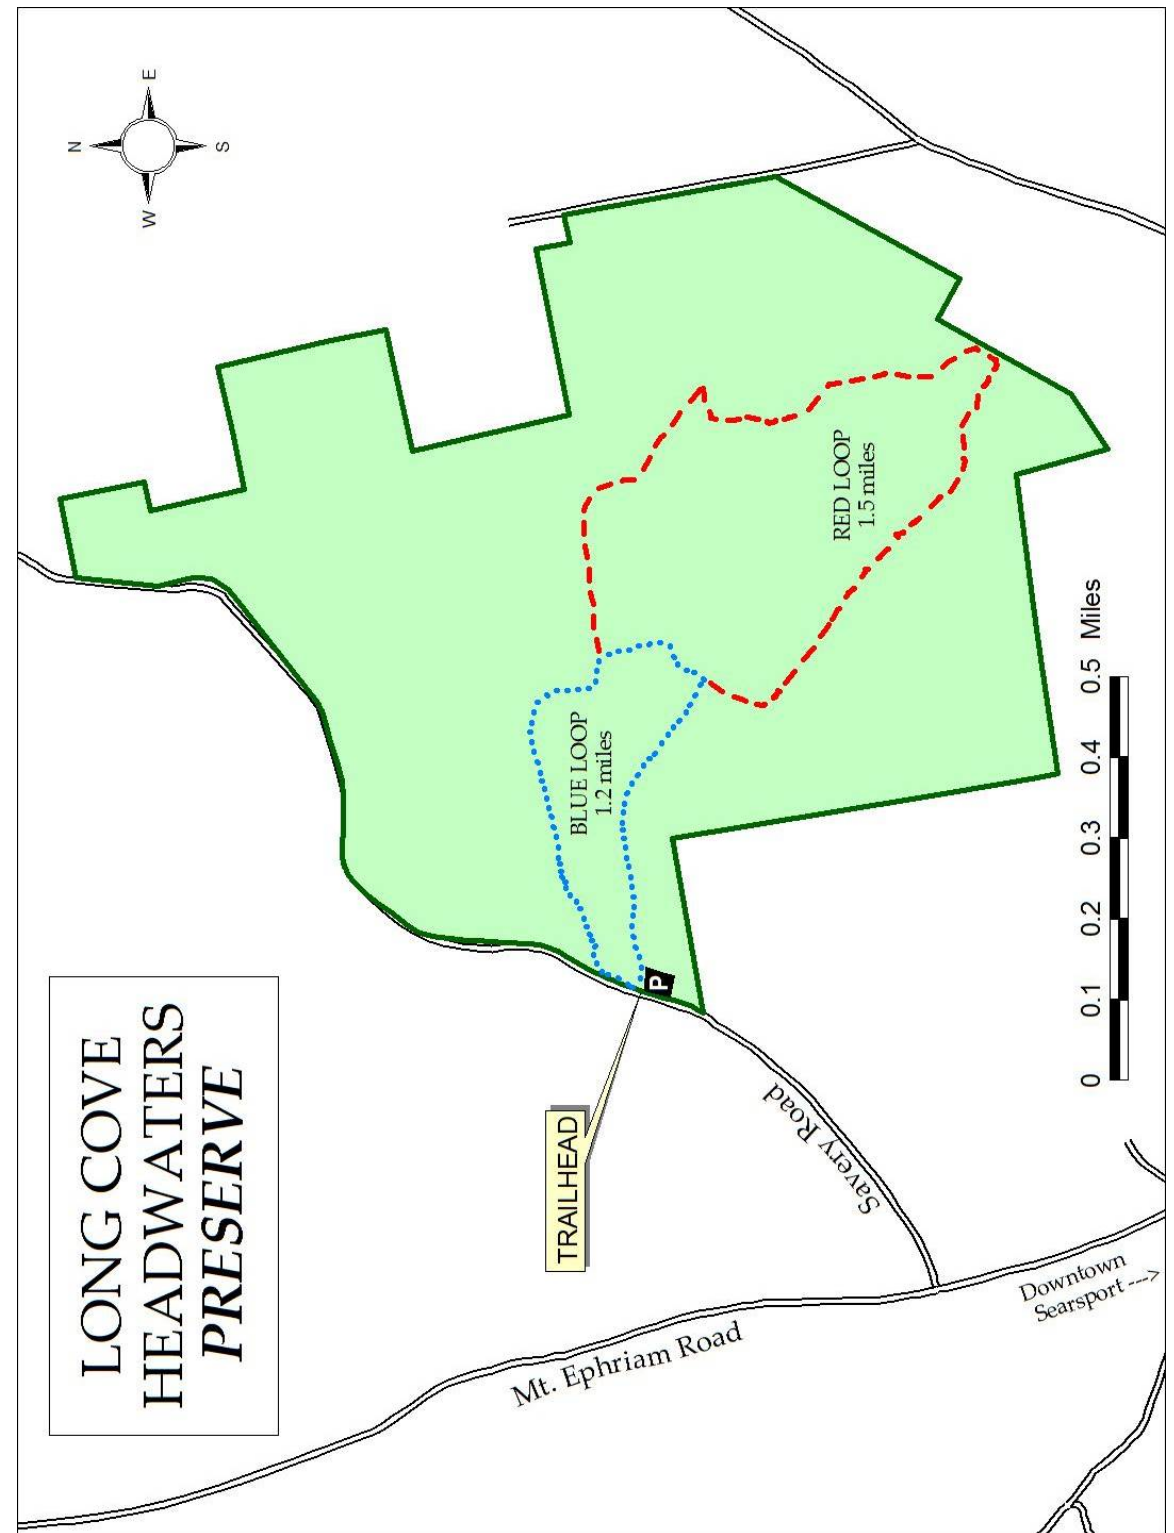 LONG COVE
HEADWATERS
PRESERVE
N
E
S
W
TRAILHEAD
P
BLUE LOOP
1.2 miles
RED LOOP
1.5 miles
Savery Road
Mt. Ephriam Road
Downtown
Searsport --->
0 0.1 0.2 0.3 0.4 0.5 Miles